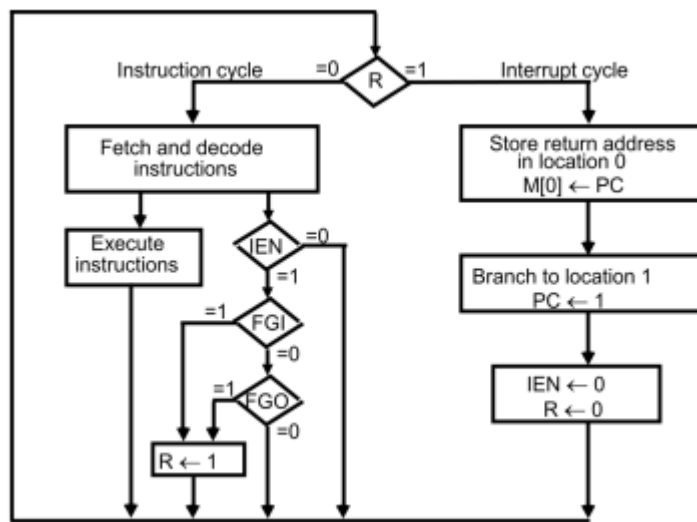 Instruction cycle
=0
R
=1
Interrupt cycle
Fetch and decode
instructions
Store return address
in location 0
M[0] ← PC
Execute
instructions
IEN
=0
=1
Branch to location 1
PC ← 1
=1
FGI
=0
=1
FGO
=0
IEN ← 0
R ← 0
R ← 1